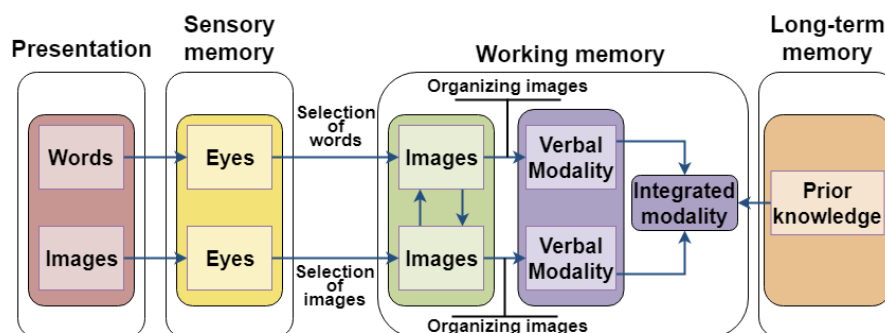 Presentation
Sensory
memory
Working memory
Long-term
memory
Organizing images
Selection
of
words
Words
Eyes
Images
Verbal
Modality
Integrated
modality
Prior
knowledge
Images
Eyes
Images
Verbal
Modality
Selection
of
images
Organizing images